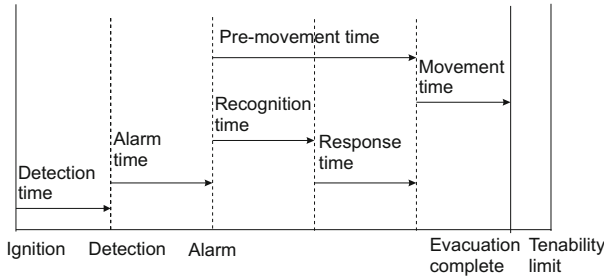 Pre-movement time
Movement
time
Recognition
time
Alarm
time
Response
time
Detection
time
Ignition
Detection
Alarm
Evacuation
complete
Tenability
limit